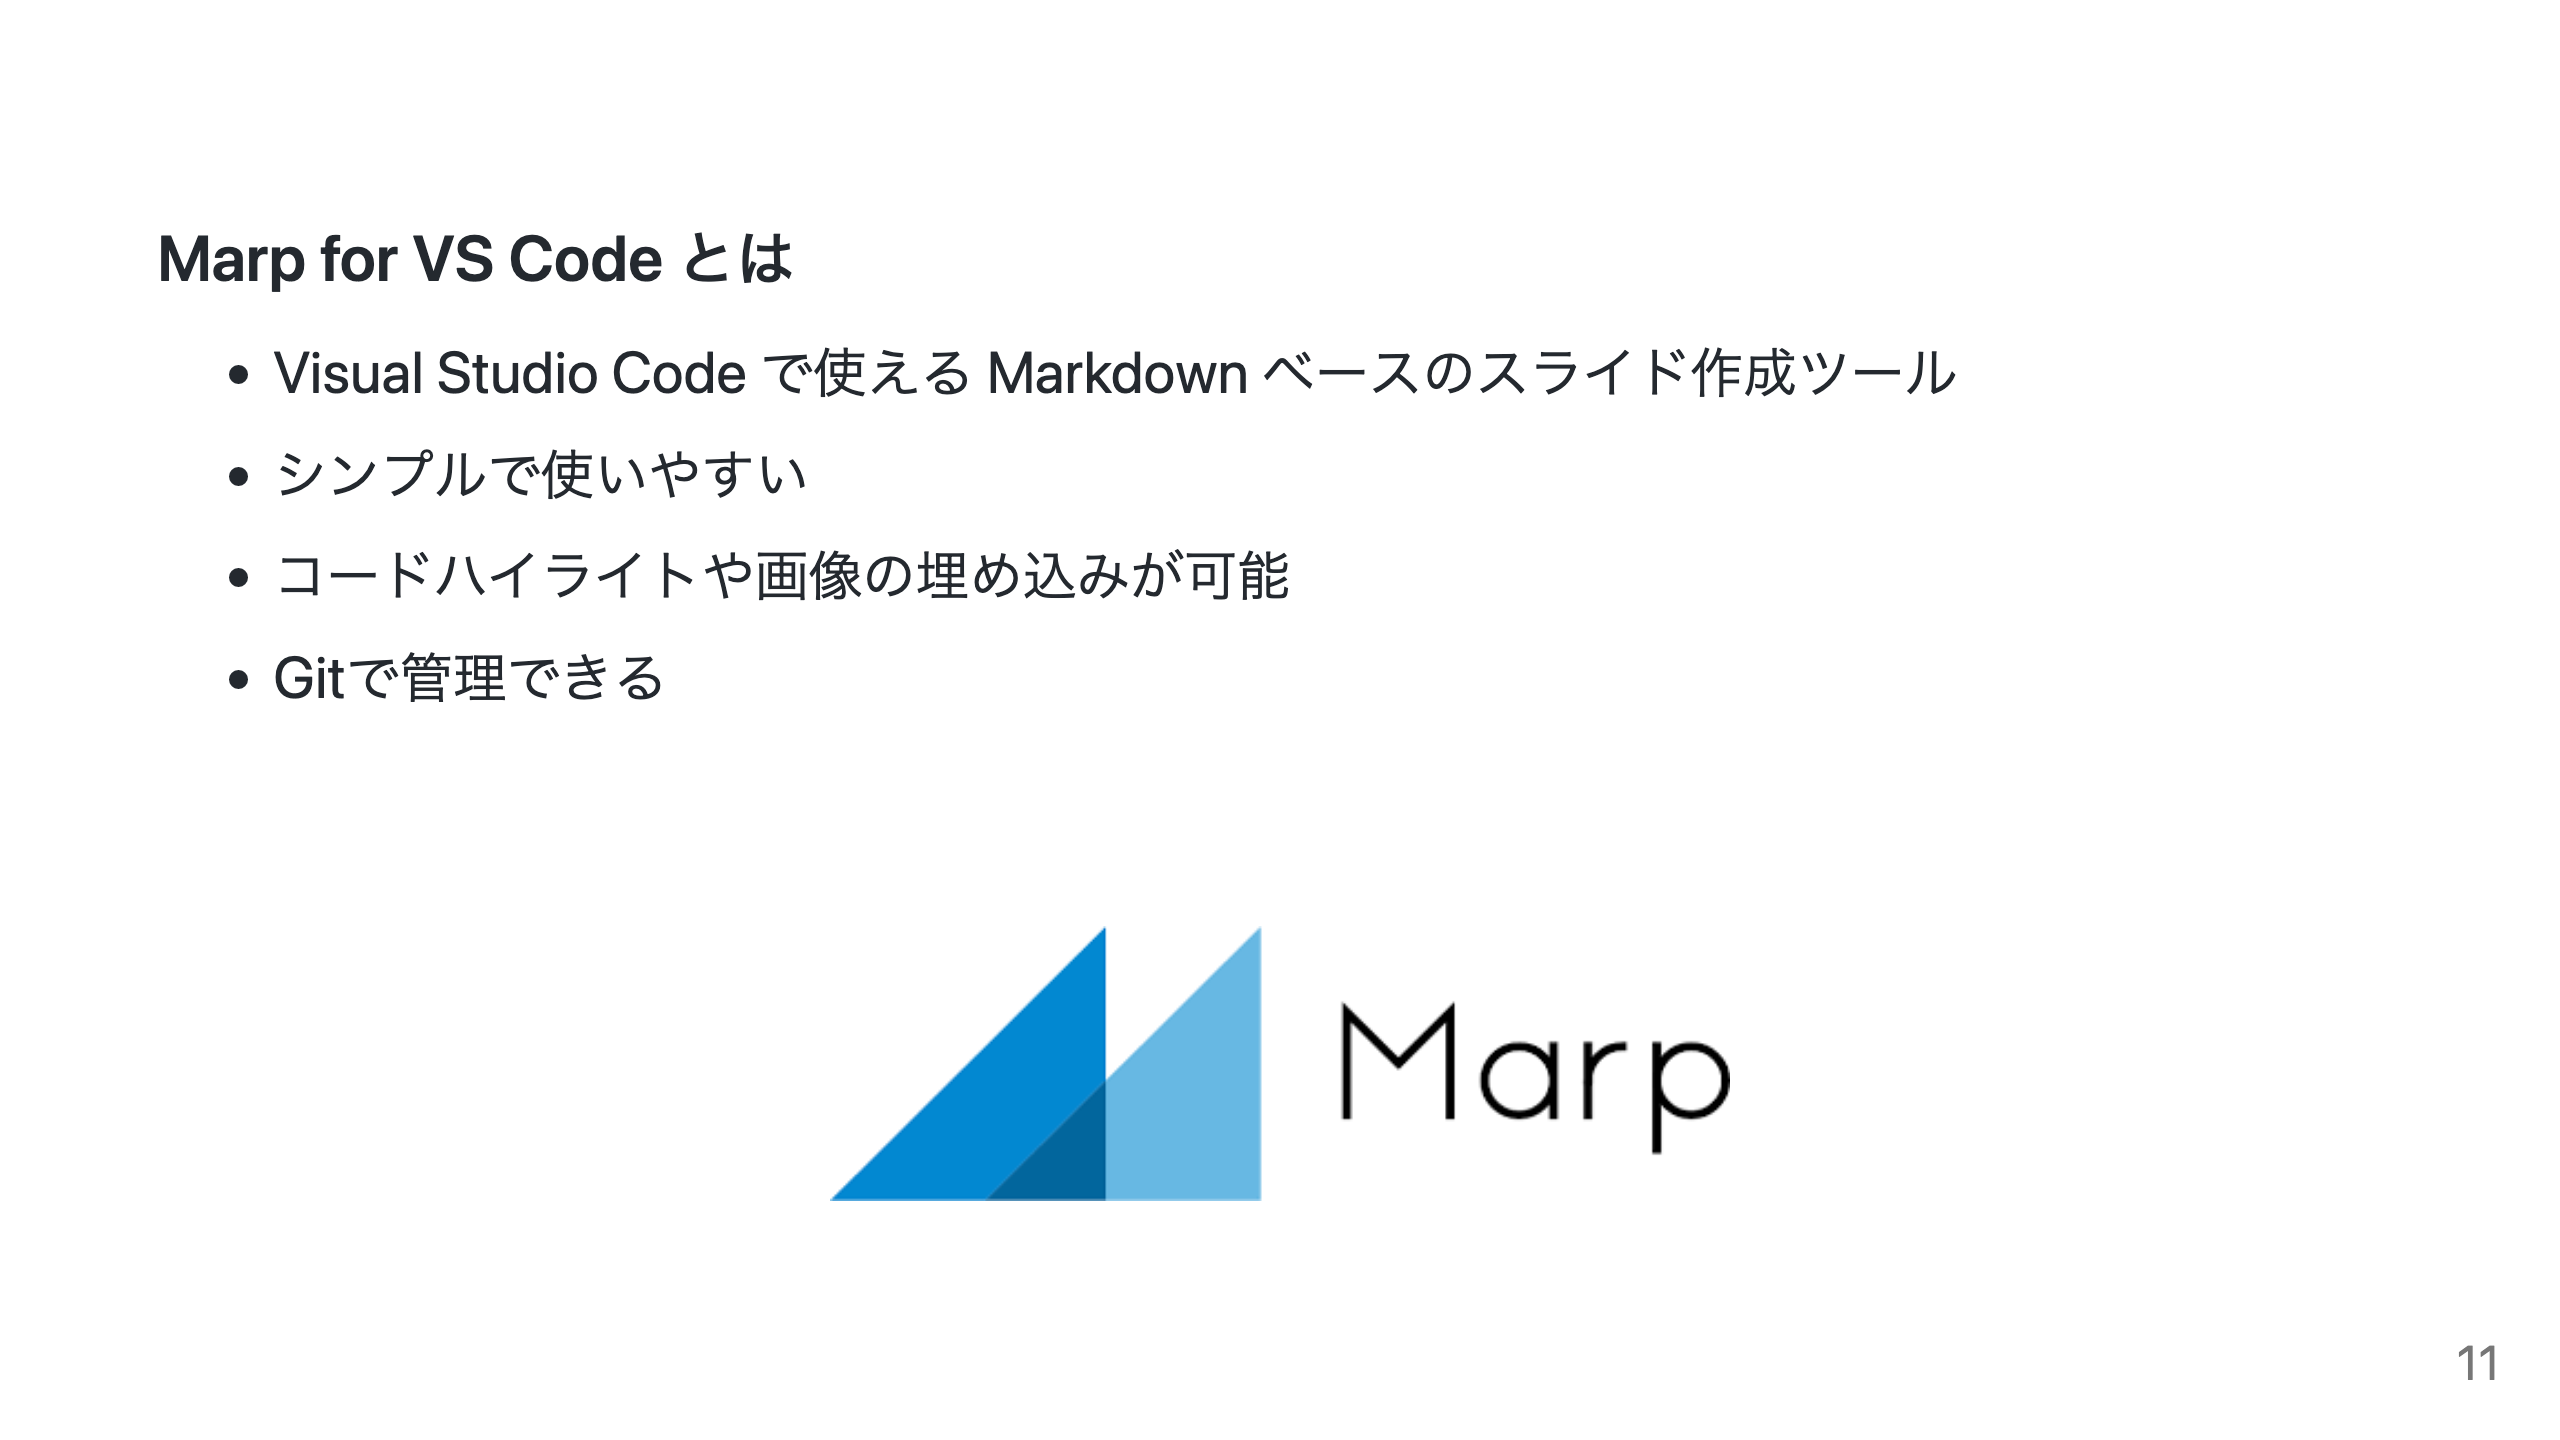 Marp for VS Code とは
Visual Studio Code で使える Markdown ベースのスライド作成ツール
シンプルで使いやすい
コードハイライトや画像の埋め込みが可能
Gitで管理できる
Marp
11